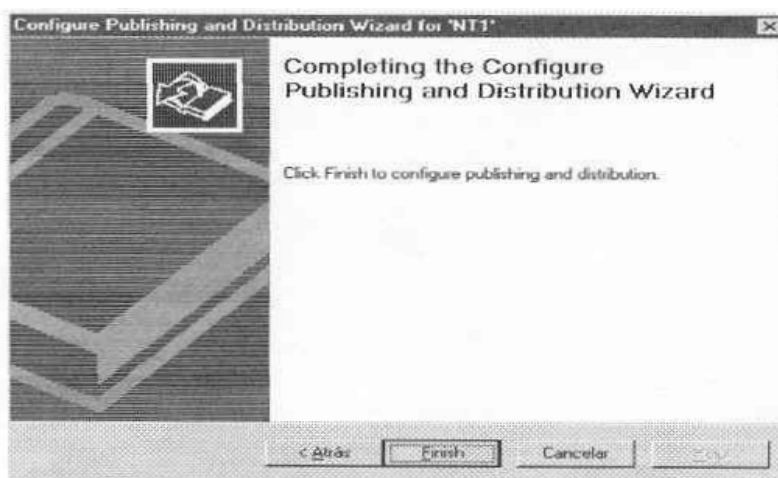 Configure Publishing and Distribution Wizard for 'NT1'
Completing the Configure
Publishing and Distribution Wizard
Click Finish to configure publishing and distribution.
< Atrás Finish Cancelar